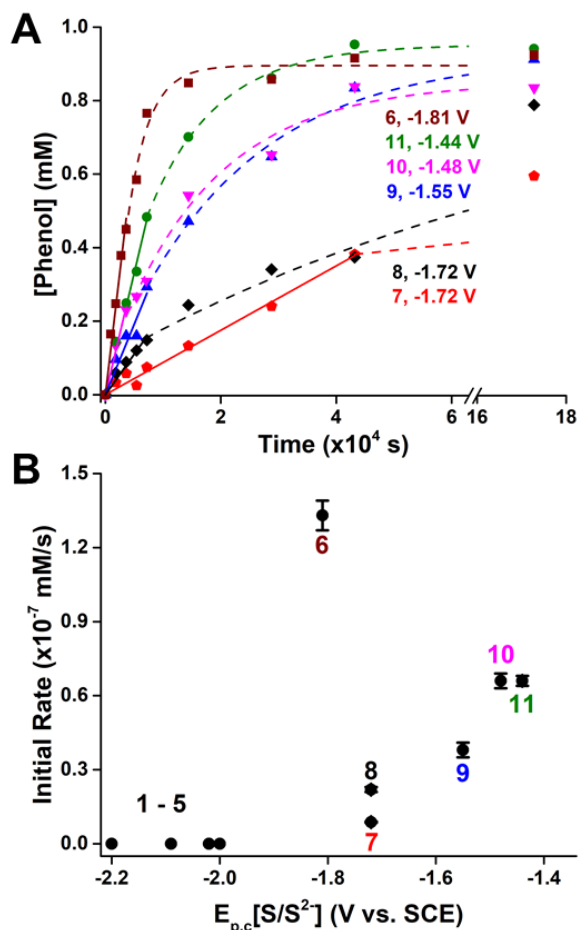 A
1.0
0.8
0.6
0.4
0.2
0.0
[Phenol] (mM)
6, -1.81 V
11, -1.44 V
10, -1.48 V
9, -1.55 V
8, -1.72 V
7, -1.72 V
0 2 4 6 16 18
Time (x10⁴ s)
B
1.5
1.2
0.9
0.6
0.3
0.0
Initial Rate (x10⁻⁷ mM/s)
6
10
11
9
8
7
1 - 5
-2.2 -2.0 -1.8 -1.6 -1.4
Eₚ,c[S/S²⁻] (V vs. SCE)